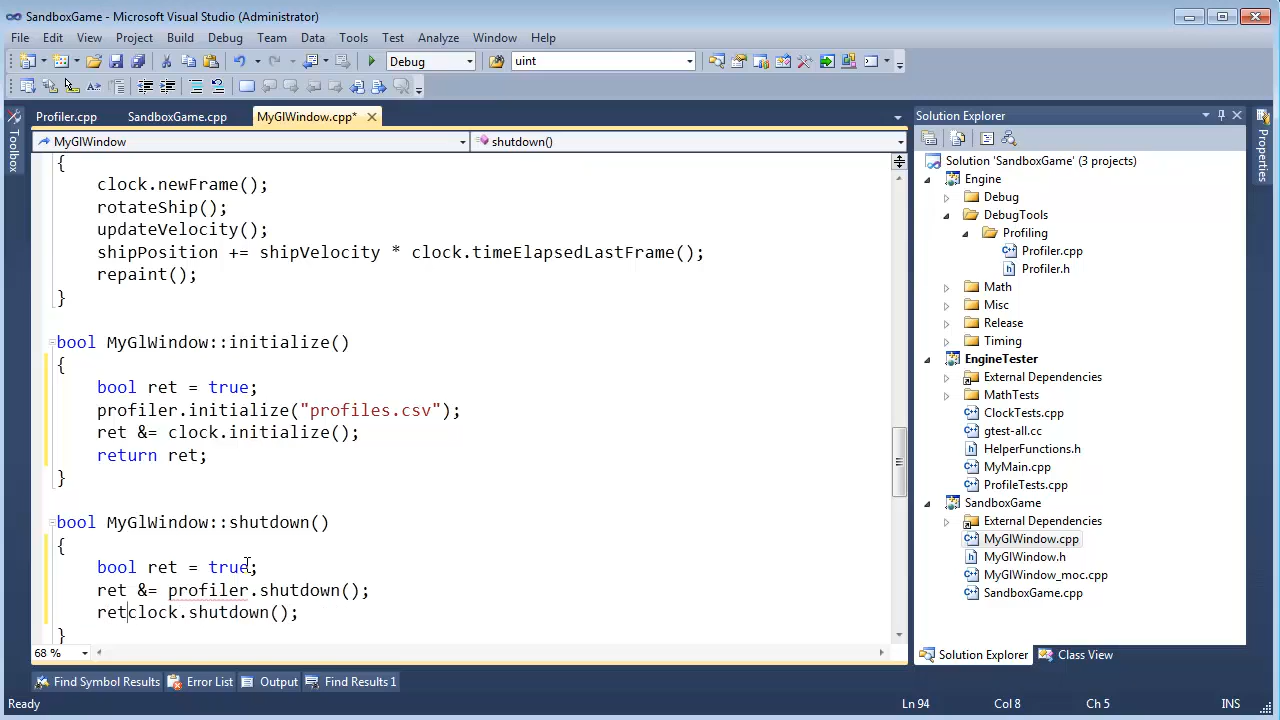 SandboxGame - Microsoft Visual Studio (Administrator)
File Edit View Project Build Debug Team Data Tools Test Analyze Window Help
Debug uint
Profiler.cpp SandboxGame.cpp MyGlWindow.cpp*
MyGlWindow shutdown()
{
clock.newFrame();
rotateShip();
updateVelocity();
shipPosition += shipVelocity * clock.timeElapsedLastFrame();
repaint();
}
bool MyGlWindow::initialize()
{
bool ret = true;
profiler.initialize("profiles.csv");
ret &= clock.initialize();
return ret;
}
bool MyGlWindow::shutdown()
{
bool ret = true;
ret &= profiler.shutdown();
retclock.shutdown();
}
68 %
Toolbox
Solution Explorer
Solution 'SandboxGame' (3 projects)
Engine
Debug
DebugTools
Profiling
Profiler.cpp
Profiler.h
Math
Misc
Release
Timing
EngineTester
External Dependencies
MathTests
ClockTests.cpp
gtest-all.cc
HelperFunctions.h
MyMain.cpp
ProfileTests.cpp
SandboxGame
External Dependencies
MyGlWindow.cpp
MyGlWindow.h
MyGlWindow_moc.cpp
SandboxGame.cpp
Solution Explorer Class View
Properties
Find Symbol Results Error List Output Find Results 1
Ready Ln 94 Col 8 Ch 5 INS